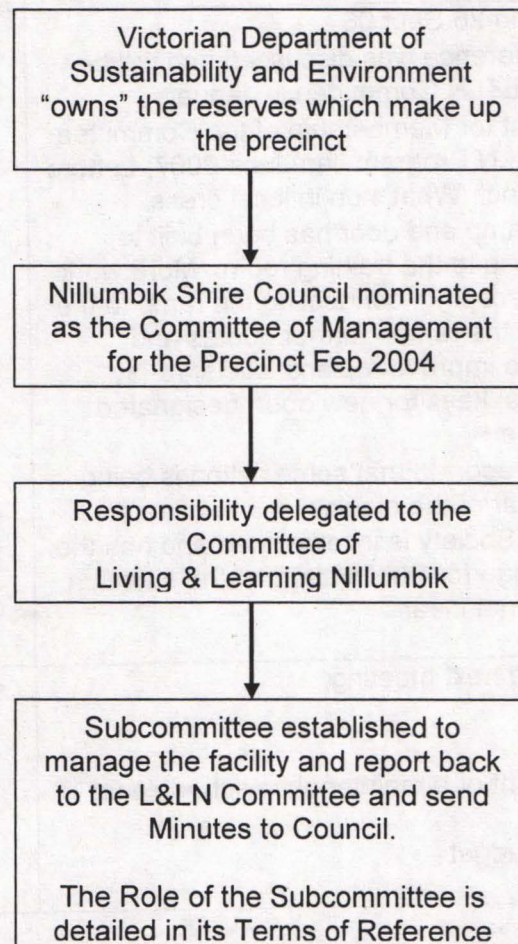 Victorian Department of
Sustainability and Environment
“owns” the reserves which make up
the precinct
Nillumbik Shire Council nominated
as the Committee of Management
for the Precinct Feb 2004
Responsibility delegated to the
Committee of
Living & Learning Nillumbik
Subcommittee established to
manage the facility and report back
to the L&LN Committee and send
Minutes to Council.
The Role of the Subcommittee is
detailed in its Terms of Reference